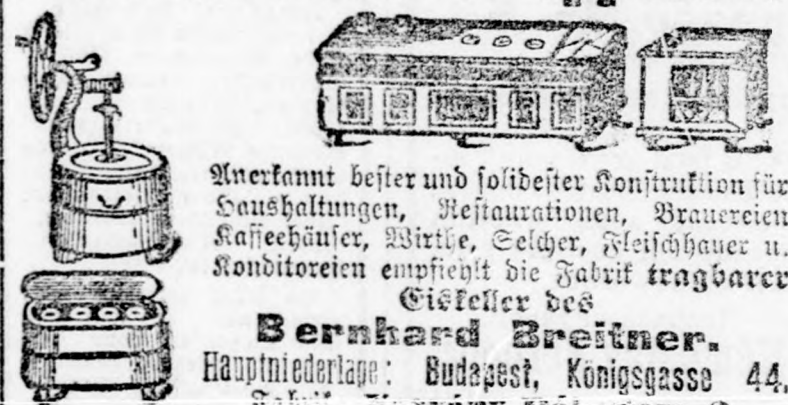 Anerkannt bester und solidester Konstruktion für
Haushaltungen, Restaurationen, Brauereien
Kaffeehäuser, Wirthe, Selcher, Fleischhauer u.
Konditoreien empfiehlt die Fabrik tragbarer
Eiskeller des
Bernhard Breitner.
Hauptniederlage: Budapest, Königsgasse 44.